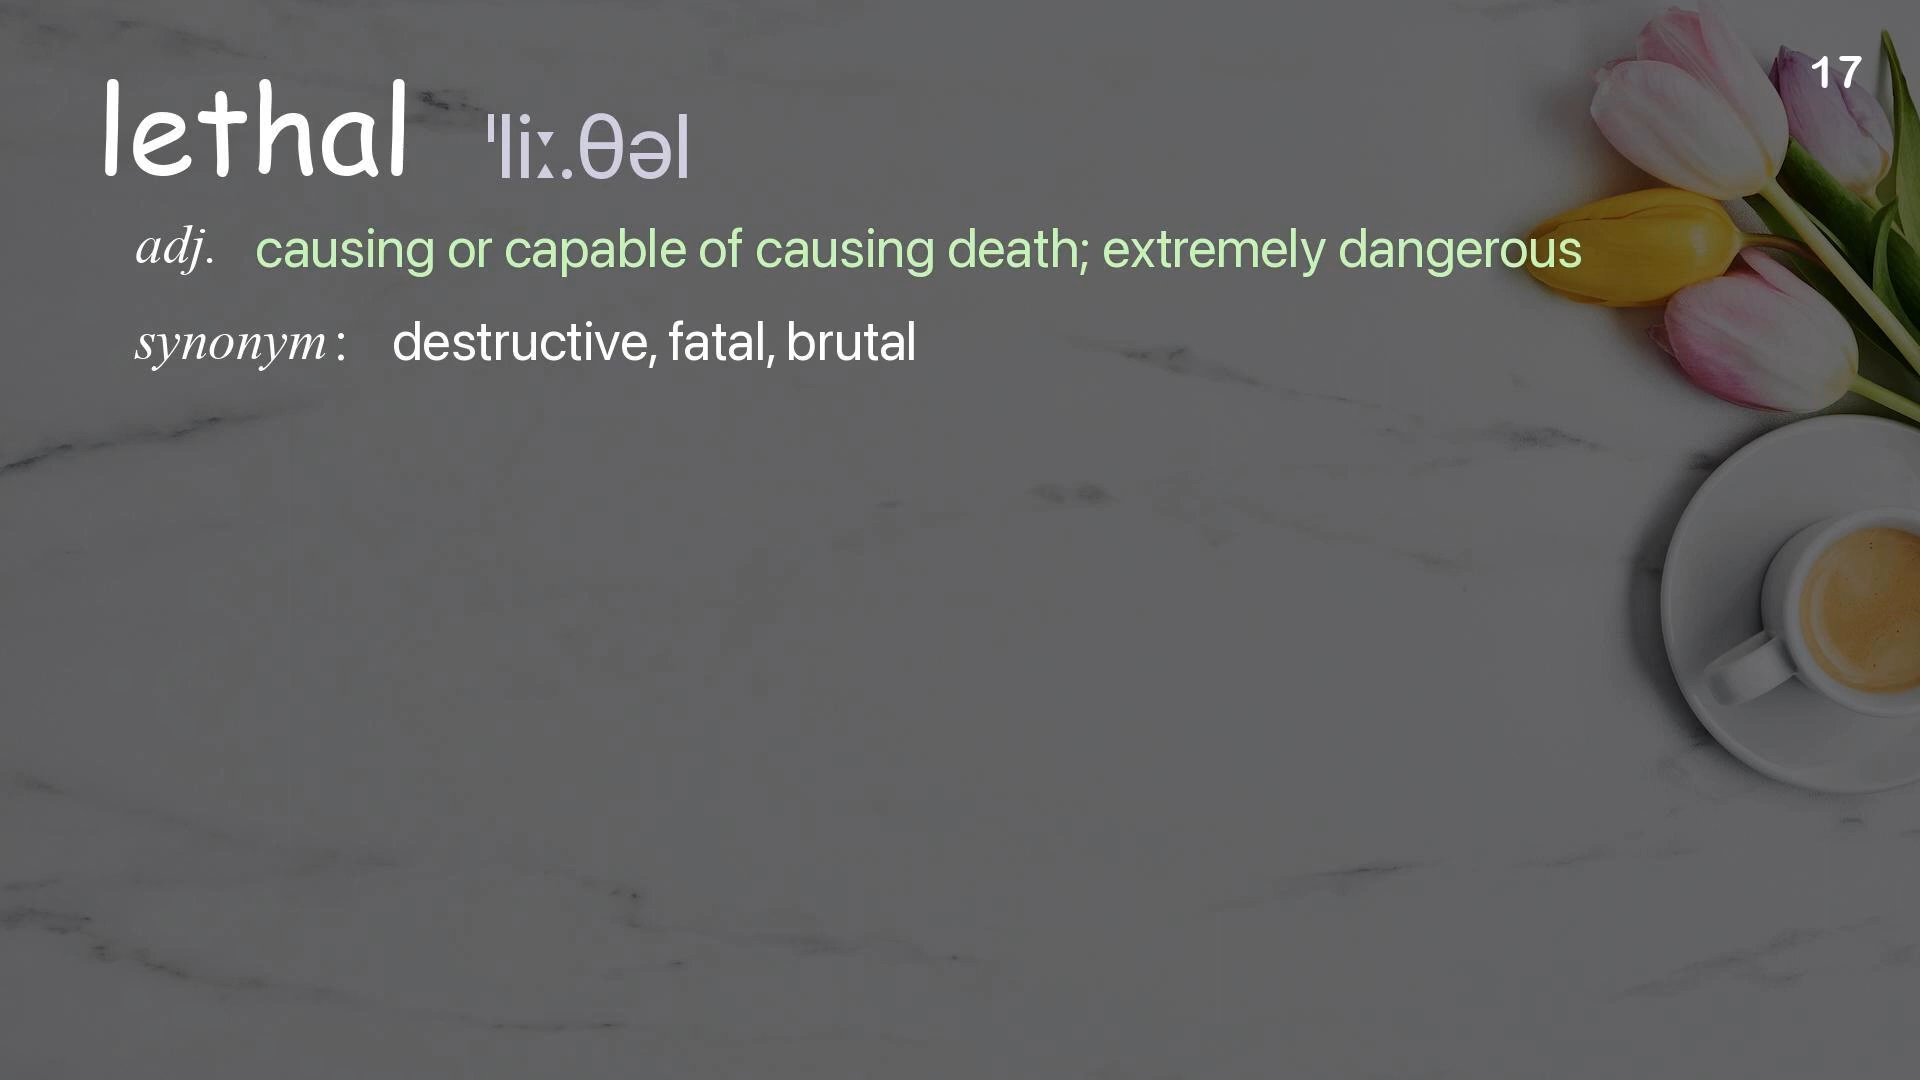 17
lethal ˈliː.θəl
adj. causing or capable of causing death; extremely dangerous
synonym : destructive, fatal, brutal